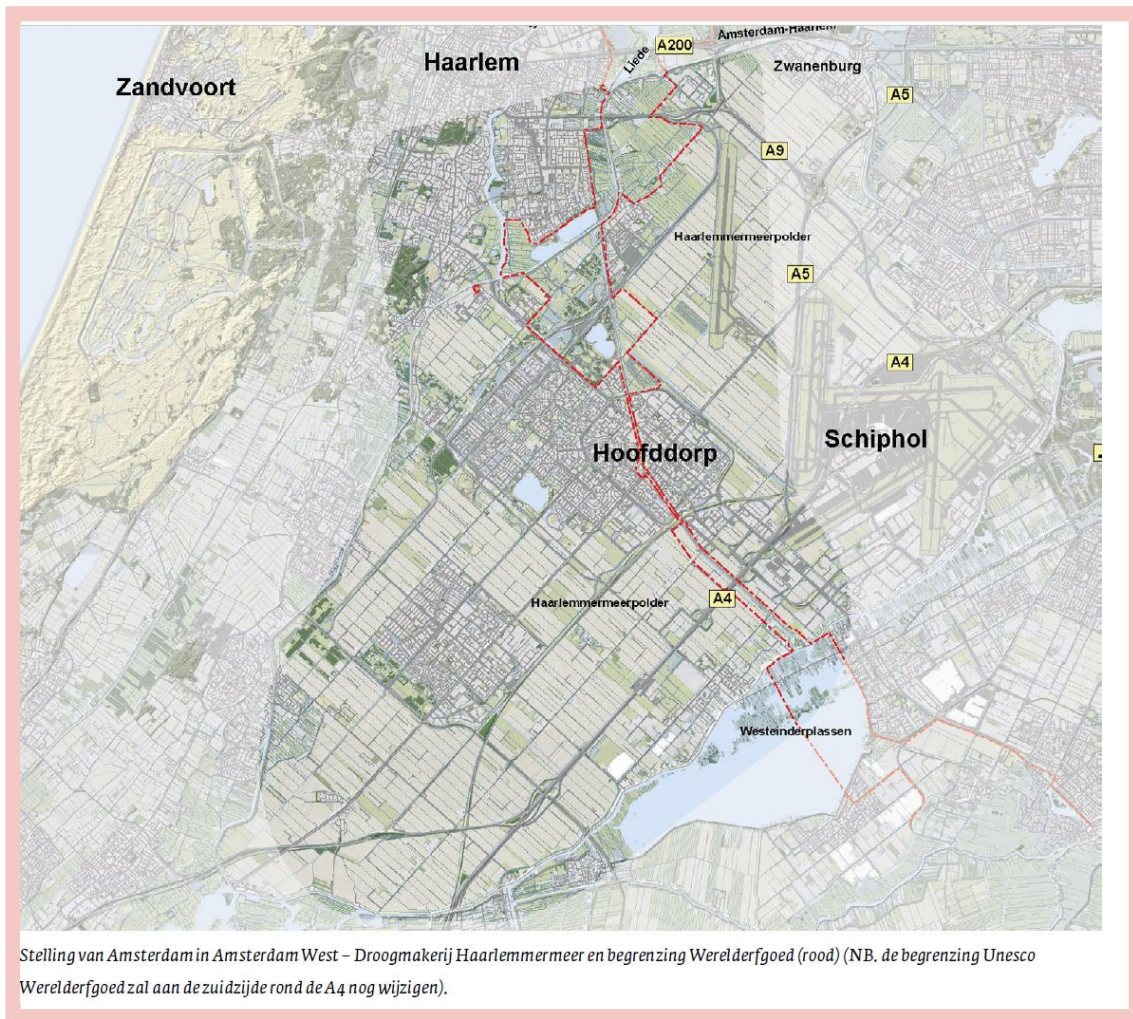 Amsterdam-Haarlem
A200
Liede
Haarlem
Zwanenburg
Zandvoort
A5
A9
Haarlemmermeerpolder
A5
A4
Schiphol
Hoofddorp
Haarlemmermeerpolder
A4
Westeinderplassen
Stelling van Amsterdam in Amsterdam West – Droogmakerij Haarlemmermeer en begrenzing Werelderfgoed (rood) (NB. de begrenzing Unesco
Werelderfgoed zal aan de zuidzijde rond de A4 nog wijzigen).